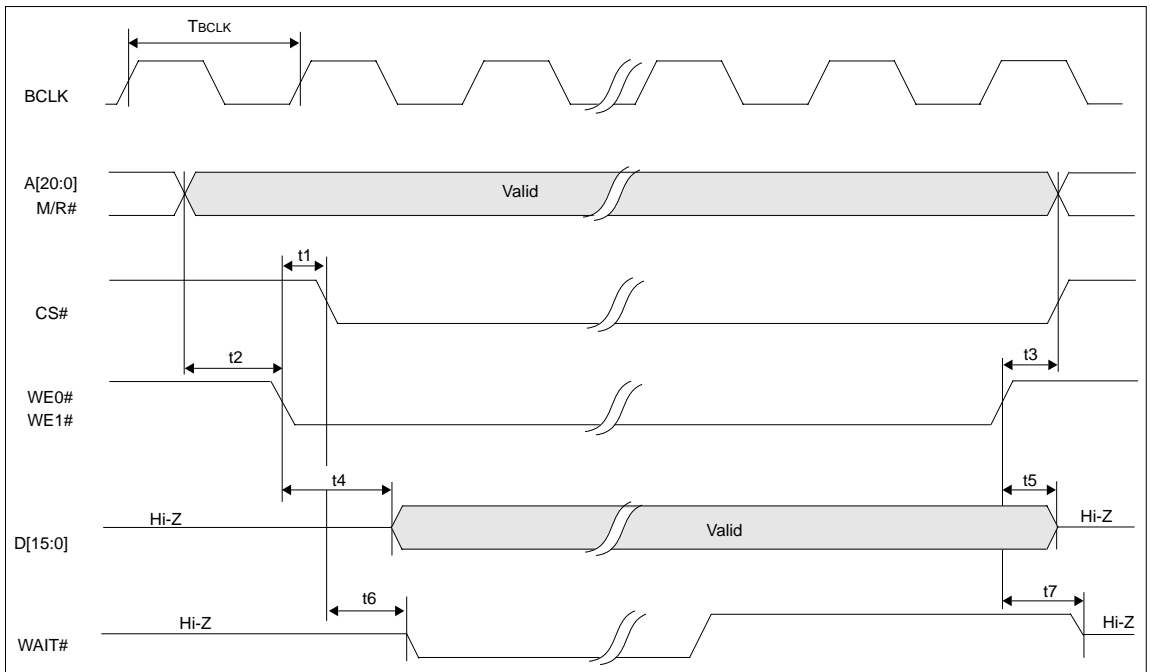 TBCLK
BCLK
A[20:0]
Valid
M/R#
t1
CS#
t2
t3
WE0#
WE1#
t4
t5
Hi-Z
Valid
Hi-Z
D[15:0]
t6
t7
Hi-Z
Hi-Z
WAIT#